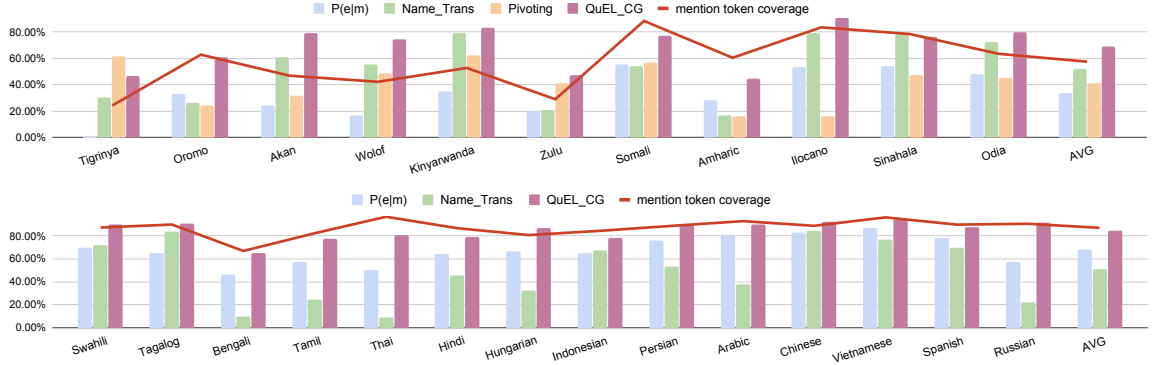 P(e|m) Name_Trans Pivoting QuEL_CG mention token coverage
80.00%
60.00%
40.00%
20.00%
0.00%
Tigrinya Oromo Akan Wolof Kinyarwanda Zulu Somali Amharic Ilocano Sinahala Odia AVG
P(e|m) Name_Trans QuEL_CG mention token coverage
80.00%
60.00%
40.00%
20.00%
0.00%
Swahili Tagalog Bengali Tamil Thai Hindi Hungarian Indonesian Persian Arabic Chinese Vietnamese Spanish Russian AVG